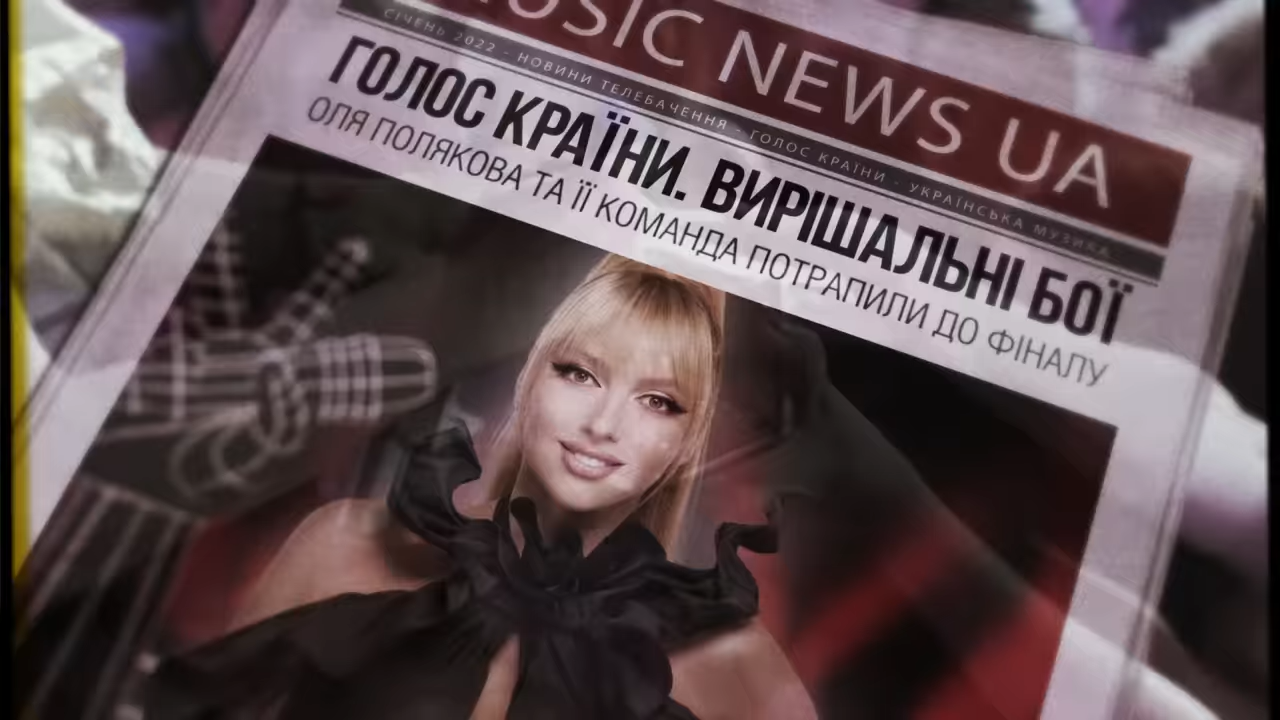 MUSIC NEWS UA
СІЧЕНЬ 2022 - НОВИНИ ТЕЛЕБАЧЕННЯ - ГОЛОС КРАЇНИ - УКРАЇНСЬКА МУЗИКА
ГОЛОС КРАЇНИ. ВИРІШАЛЬНІ БОЇ
ОЛЯ ПОЛЯКОВА ТА ЇЇ КОМАНДА ПОТРАПИЛИ ДО ФІНАЛУ